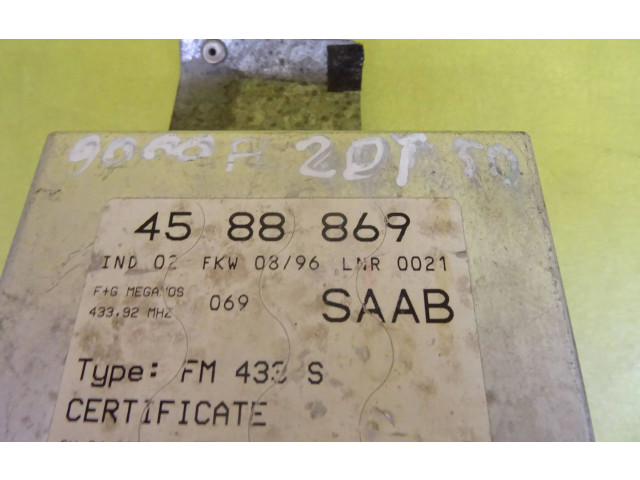 2DT
45 88 869
IND 02 FKW 08/96 LNR 0021
F+G MEGAMOS
433,92 MHZ
069
SAAB
Type: FM 433 S
CERTIFICATE